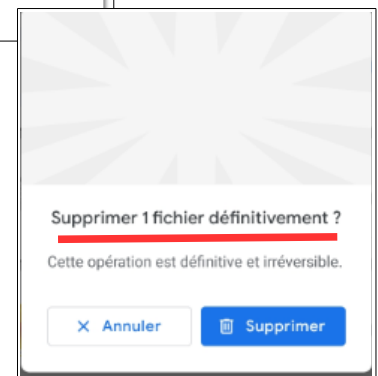 Supprimer 1 fichier définitivement ?
Cette opération est définitive et irréversible.
Annuler
Supprimer